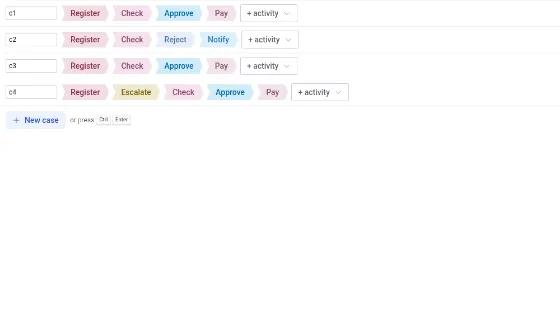 c1 Register Check Approve Pay + activity
c2 Register Check Reject Notify + activity
c3 Register Check Approve Pay + activity
c4 Register Escalate Check Approve Pay + activity
+ New case or press Ctrl Enter